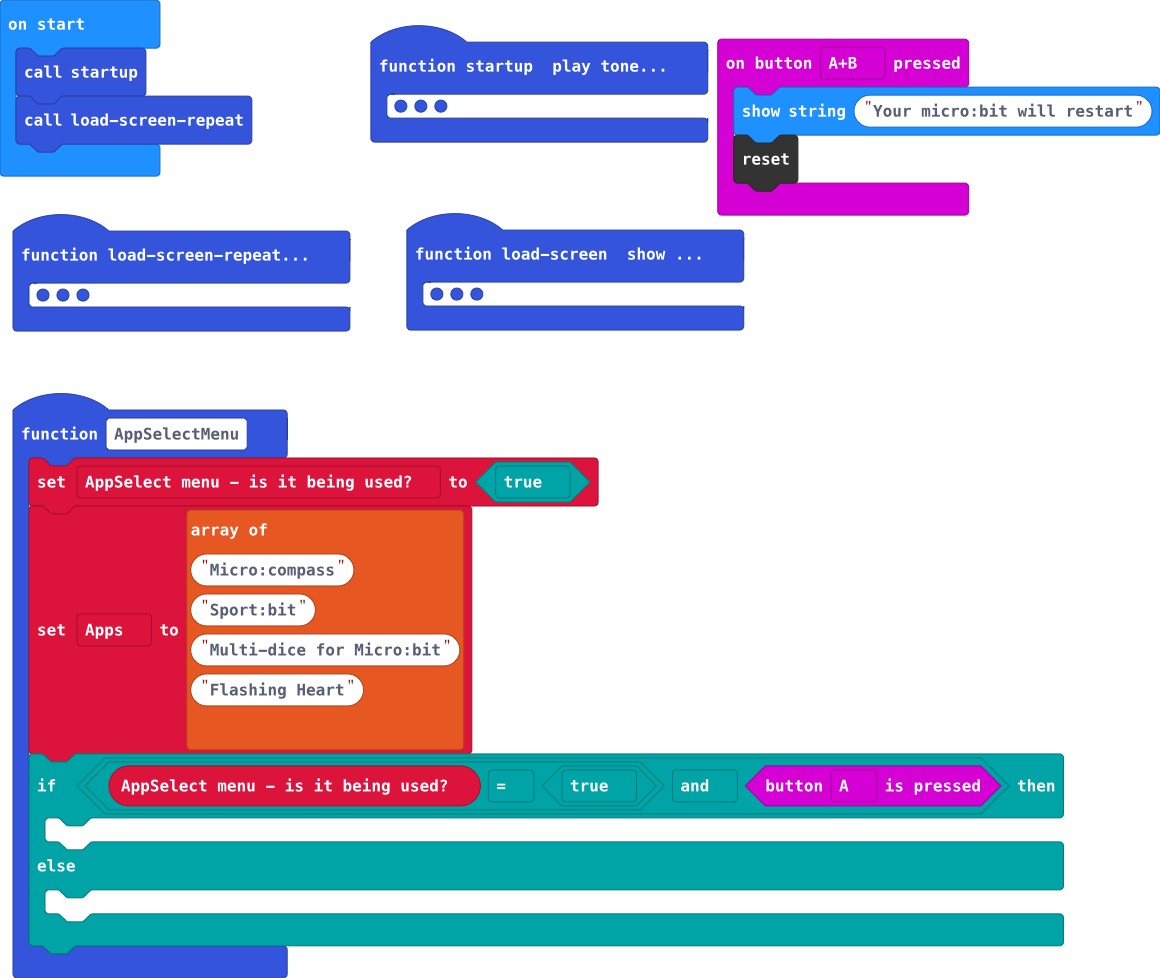 on start
call startup
call load-screen-repeat
function startup  play tone...
on button A+B pressed
show string "Your micro:bit will restart"
reset
function load-screen-repeat...
function load-screen  show ...
function AppSelectMenu
set AppSelect menu - is it being used? to true
set Apps to array of
"Micro:compass"
"Sport:bit"
"Multi-dice for Micro:bit"
"Flashing Heart"
if AppSelect menu - is it being used? = true and button A is pressed then
else